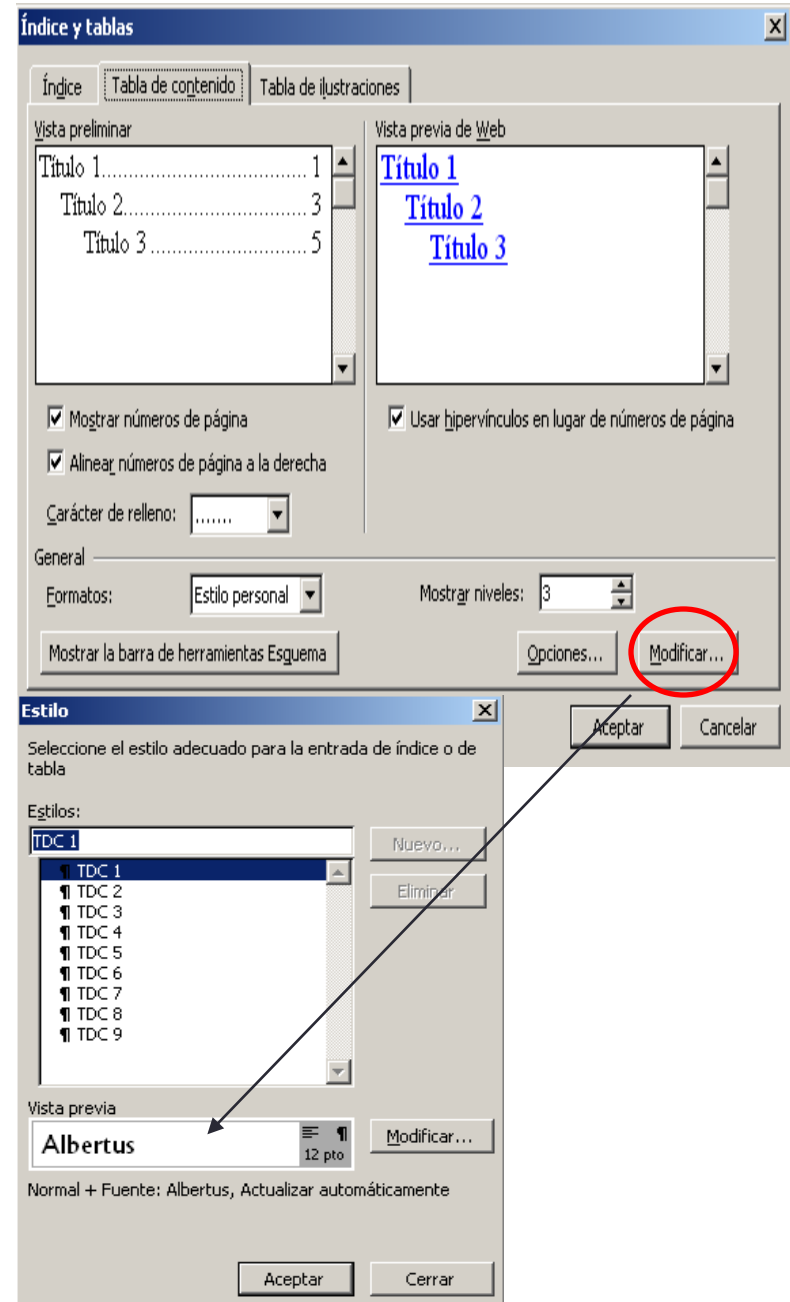 Índice y tablas
Índice
Tabla de contenido
Tabla de ilustraciones
Vista preliminar
Título 1.................................. 1
Título 2.............................. 3
Título 3............................ 5
Vista previa de Web
Título 1
Título 2
Título 3
Mostrar números de página
Alinear números de página a la derecha
Carácter de relleno: .......
Usar hipervínculos en lugar de números de página
General
Formatos: Estilo personal
Mostrar niveles: 3
Mostrar la barra de herramientas Esquema
Opciones...
Modificar...
Aceptar
Cancelar
Estilo
Seleccione el estilo adecuado para la entrada de índice o de
tabla
Estilos:
TDC 1
¶ TDC 1
¶ TDC 2
¶ TDC 3
¶ TDC 4
¶ TDC 5
¶ TDC 6
¶ TDC 7
¶ TDC 8
¶ TDC 9
Nuevo...
Eliminar
Vista previa
Albertus
¶
12 pto
Modificar...
Normal + Fuente: Albertus, Actualizar automáticamente
Aceptar
Cerrar